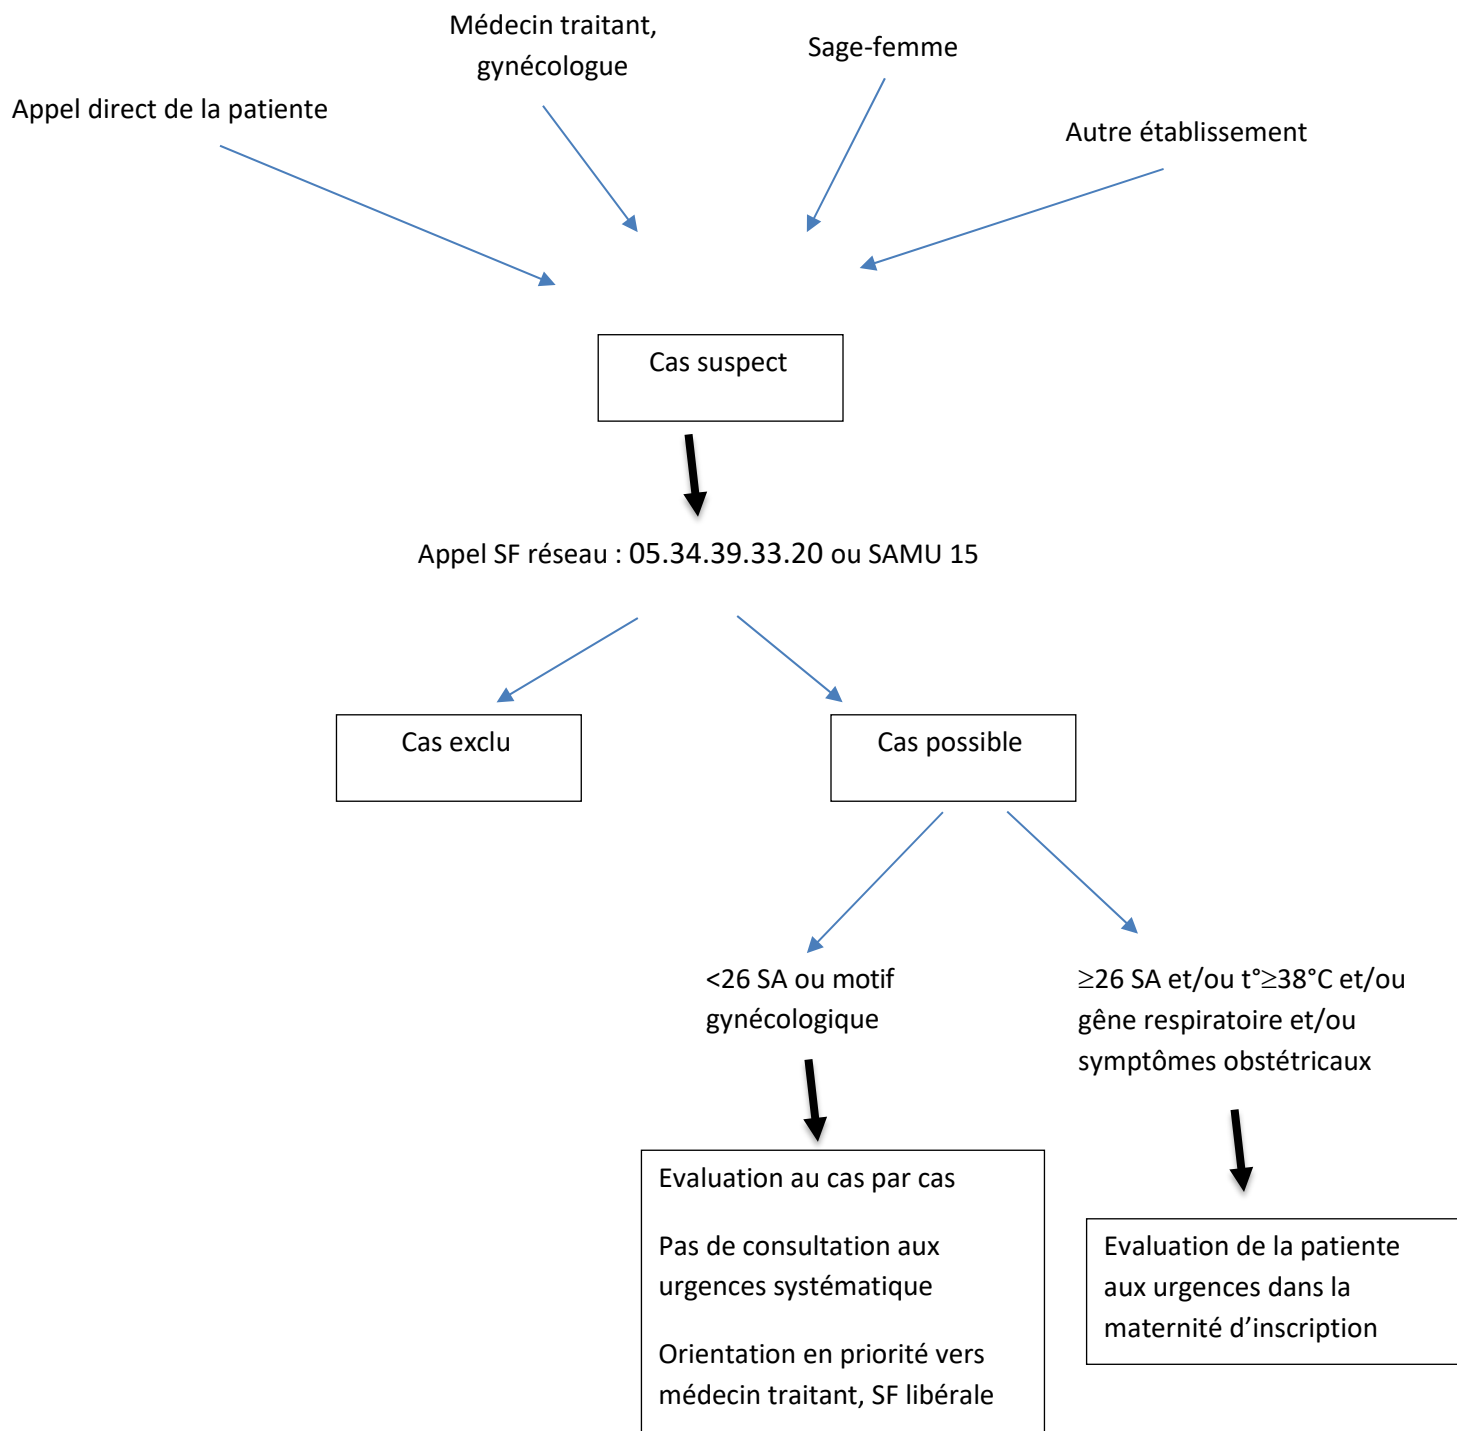 Médecin traitant,
gynécologue
Sage-femme
Appel direct de la patiente
Autre établissement
Cas suspect
Appel SF réseau : 05.34.39.33.20 ou SAMU 15
Cas exclu
Cas possible
<26 SA ou motif
gynécologique
≥26 SA et/ou t°≥38°C et/ou
gêne respiratoire et/ou
symptômes obstétricaux
Evaluation au cas par cas
Pas de consultation aux
urgences systématique
Orientation en priorité vers
médecin traitant, SF libérale
Evaluation de la patiente
aux urgences dans la
maternité d’inscription